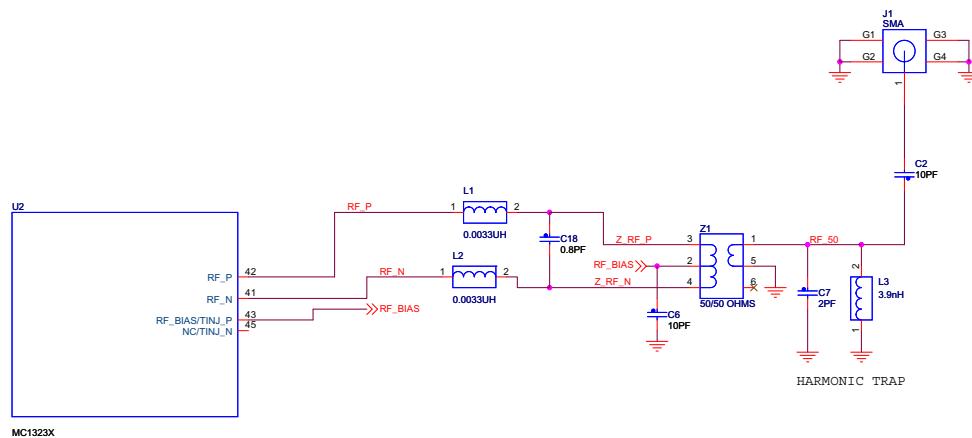 J1
SMA
G1
G3
G2
G4
1
C2
10PF
U2
L1
RF_P
1
2
0.0033UH
C18
0.8PF
Z1
Z_RF_P
3
1
RF_50
L2
RF_BIAS
2
5
RF_P
42
RF_N
1
2
Z_RF_N
4
6
2
L3
3.9nH
1
RF_N
41
0.0033UH
50/50 OHMS
C7
2PF
RF_BIAS/TINJ_P
43
RF_BIAS
C6
10PF
NC/TINJ_N
45
HARMONIC TRAP
MC1323X